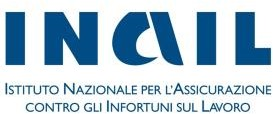 INAIL
ISTITUTO NAZIONALE PER L'ASSICURAZIONE
CONTRO GLI INFORTUNI SUL LAVORO